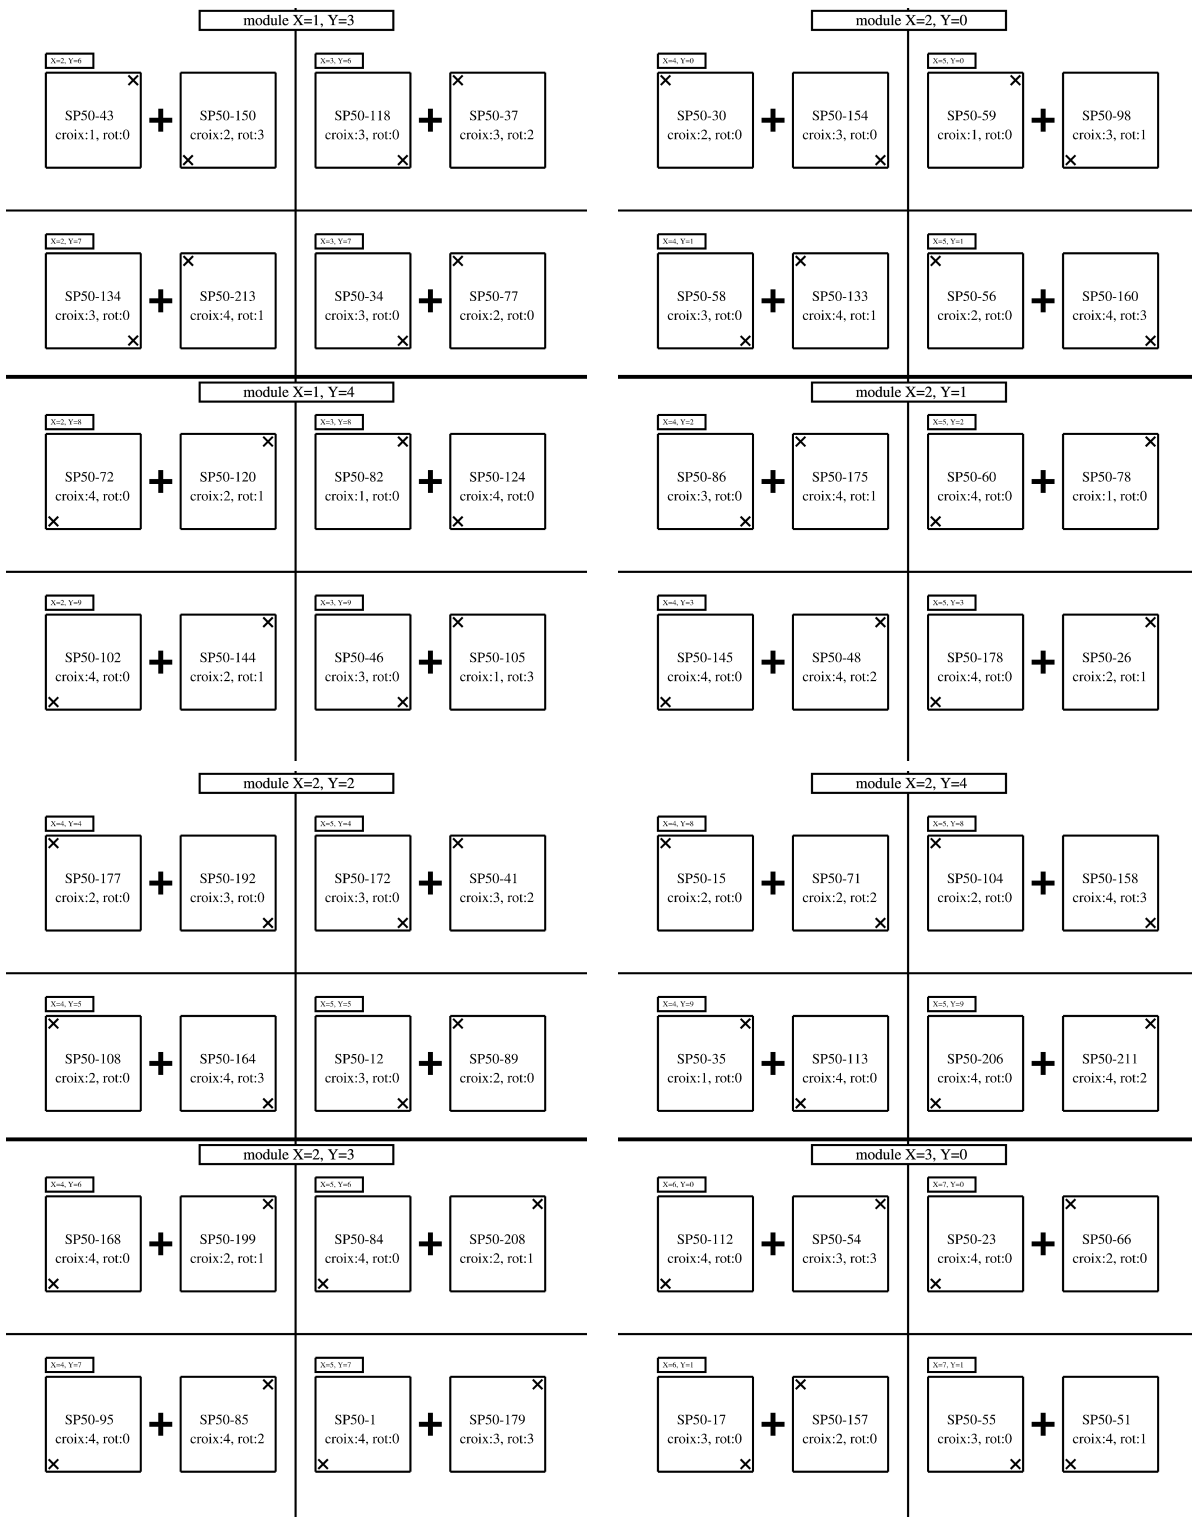 module X=1, Y=3
X=2, Y=6
X=3, Y=6
SP50-43
croix:1, rot:0
SP50-150
croix:2, rot:3
SP50-118
croix:3, rot:0
SP50-37
croix:3, rot:2
X=2, Y=7
X=3, Y=7
SP50-134
croix:3, rot:0
SP50-213
croix:4, rot:1
SP50-34
croix:3, rot:0
SP50-77
croix:2, rot:0
module X=1, Y=4
X=2, Y=8
X=3, Y=8
SP50-72
croix:4, rot:0
SP50-120
croix:2, rot:1
SP50-82
croix:1, rot:0
SP50-124
croix:4, rot:0
X=2, Y=9
X=3, Y=9
SP50-102
croix:4, rot:0
SP50-144
croix:2, rot:1
SP50-46
croix:3, rot:0
SP50-105
croix:1, rot:3
module X=2, Y=0
X=4, Y=0
X=5, Y=0
SP50-30
croix:2, rot:0
SP50-154
croix:3, rot:0
SP50-59
croix:1, rot:0
SP50-98
croix:3, rot:1
X=4, Y=1
X=5, Y=1
SP50-58
croix:3, rot:0
SP50-133
croix:4, rot:1
SP50-56
croix:2, rot:0
SP50-160
croix:4, rot:3
module X=2, Y=1
X=4, Y=2
X=5, Y=2
SP50-86
croix:3, rot:0
SP50-175
croix:4, rot:1
SP50-60
croix:4, rot:0
SP50-78
croix:1, rot:0
X=4, Y=3
X=5, Y=3
SP50-145
croix:4, rot:0
SP50-48
croix:4, rot:2
SP50-178
croix:4, rot:0
SP50-26
croix:2, rot:1
module X=2, Y=2
X=4, Y=4
X=5, Y=4
SP50-177
croix:2, rot:0
SP50-192
croix:3, rot:0
SP50-172
croix:3, rot:0
SP50-41
croix:3, rot:2
X=4, Y=5
X=5, Y=5
SP50-108
croix:2, rot:0
SP50-164
croix:4, rot:3
SP50-12
croix:3, rot:0
SP50-89
croix:2, rot:0
module X=2, Y=3
X=4, Y=6
X=5, Y=6
SP50-168
croix:4, rot:0
SP50-199
croix:2, rot:1
SP50-84
croix:4, rot:0
SP50-208
croix:2, rot:1
X=4, Y=7
X=5, Y=7
SP50-95
croix:4, rot:0
SP50-85
croix:4, rot:2
SP50-1
croix:4, rot:0
SP50-179
croix:3, rot:3
module X=2, Y=4
X=4, Y=8
X=5, Y=8
SP50-15
croix:2, rot:0
SP50-71
croix:2, rot:2
SP50-104
croix:2, rot:0
SP50-158
croix:4, rot:3
X=4, Y=9
X=5, Y=9
SP50-35
croix:1, rot:0
SP50-113
croix:4, rot:0
SP50-206
croix:4, rot:0
SP50-211
croix:4, rot:2
module X=3, Y=0
X=6, Y=0
X=7, Y=0
SP50-112
croix:4, rot:0
SP50-54
croix:3, rot:3
SP50-23
croix:4, rot:0
SP50-66
croix:2, rot:0
X=6, Y=1
X=7, Y=1
SP50-17
croix:3, rot:0
SP50-157
croix:2, rot:0
SP50-55
croix:3, rot:0
SP50-51
croix:4, rot:1